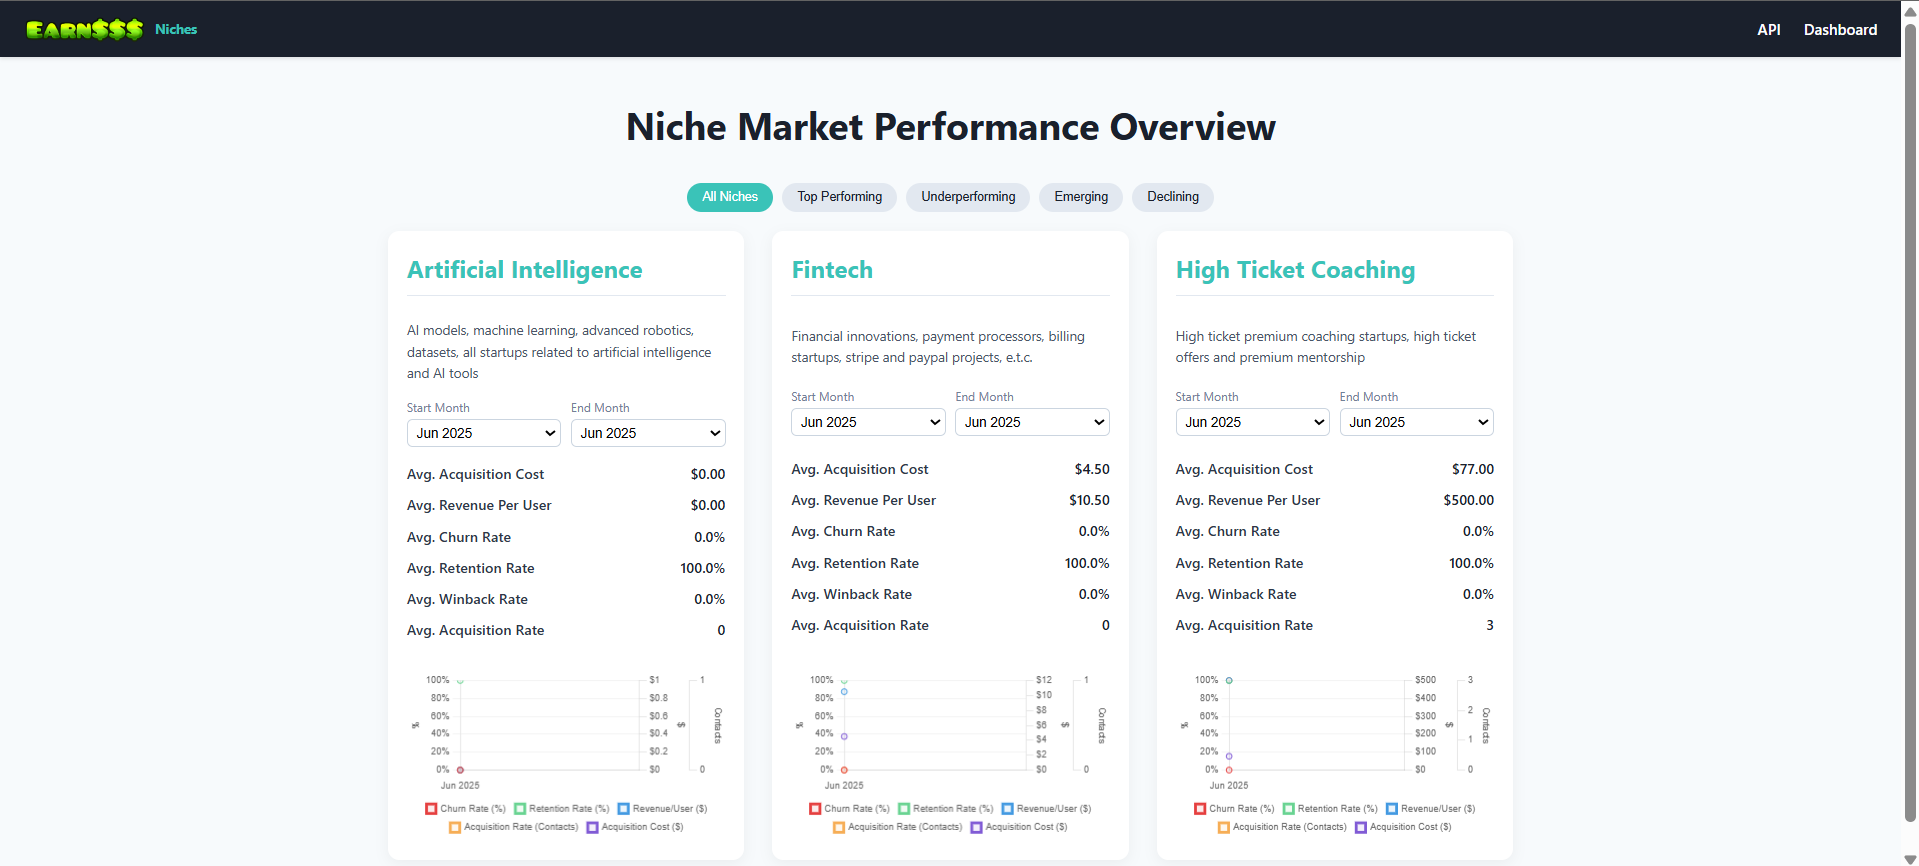 EARN$$$ Niches API Dashboard
Niche Market Performance Overview
All Niches Top Performing Underperforming Emerging Declining
Artificial Intelligence
AI models, machine learning, advanced robotics,
datasets, all startups related to artificial intelligence
and AI tools
Start Month End Month
Jun 2025 Jun 2025
Avg. Acquisition Cost $0.00
Avg. Revenue Per User $0.00
Avg. Churn Rate 0.0%
Avg. Retention Rate 100.0%
Avg. Winback Rate 0.0%
Avg. Acquisition Rate 0
100% $1 1
80% $0.8
60% $0.6
% $ Contacts
40% $0.4
20% $0.2
0% $0 0
Jun 2025
Churn Rate (%) Retention Rate (%) Revenue/User ($)
Acquisition Rate (Contacts) Acquisition Cost ($)
Fintech
Financial innovations, payment processors, billing
startups, stripe and paypal projects, e.t.c.
Start Month End Month
Jun 2025 Jun 2025
Avg. Acquisition Cost $4.50
Avg. Revenue Per User $10.50
Avg. Churn Rate 0.0%
Avg. Retention Rate 100.0%
Avg. Winback Rate 0.0%
Avg. Acquisition Rate 0
100% $12 1
80% $10
60% $8
% $6 $ Contacts
40% $4
20% $2
0% $0 0
Jun 2025
Churn Rate (%) Retention Rate (%) Revenue/User ($)
Acquisition Rate (Contacts) Acquisition Cost ($)
High Ticket Coaching
High ticket premium coaching startups, high ticket
offers and premium mentorship
Start Month End Month
Jun 2025 Jun 2025
Avg. Acquisition Cost $77.00
Avg. Revenue Per User $500.00
Avg. Churn Rate 0.0%
Avg. Retention Rate 100.0%
Avg. Winback Rate 0.0%
Avg. Acquisition Rate 3
100% $500 3
80% $400
60% $300 2
% $ Contacts
40% $200 1
20% $100
0% $0 0
Jun 2025
Churn Rate (%) Retention Rate (%) Revenue/User ($)
Acquisition Rate (Contacts) Acquisition Cost ($)